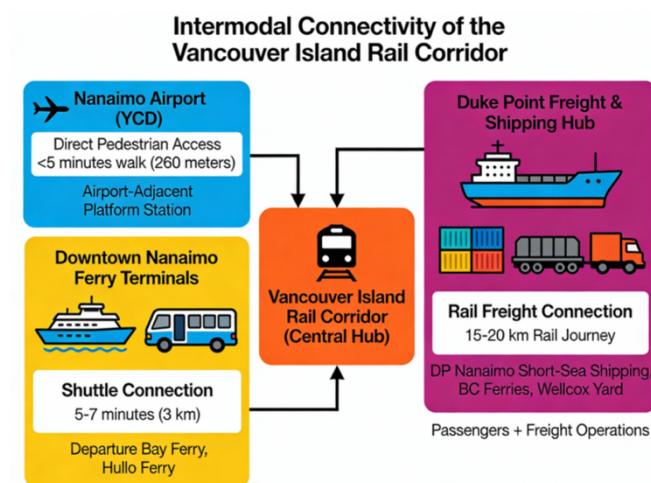 Intermodal Connectivity of the
Vancouver Island Rail Corridor
Nanaimo Airport
(YCD)
Direct Pedestrian Access
<5 minutes walk (260 meters)
Airport-Adjacent
Platform Station
Downtown Nanaimo
Ferry Terminals
Shuttle Connection
5-7 minutes (3 km)
Departure Bay Ferry,
Hullo Ferry
Vancouver Island
Rail Corridor
(Central Hub)
Duke Point Freight &
Shipping Hub
Rail Freight Connection
15-20 km Rail Journey
DP Nanaimo Short-Sea Shipping,
BC Ferries, Wellcox Yard
Passengers + Freight Operations